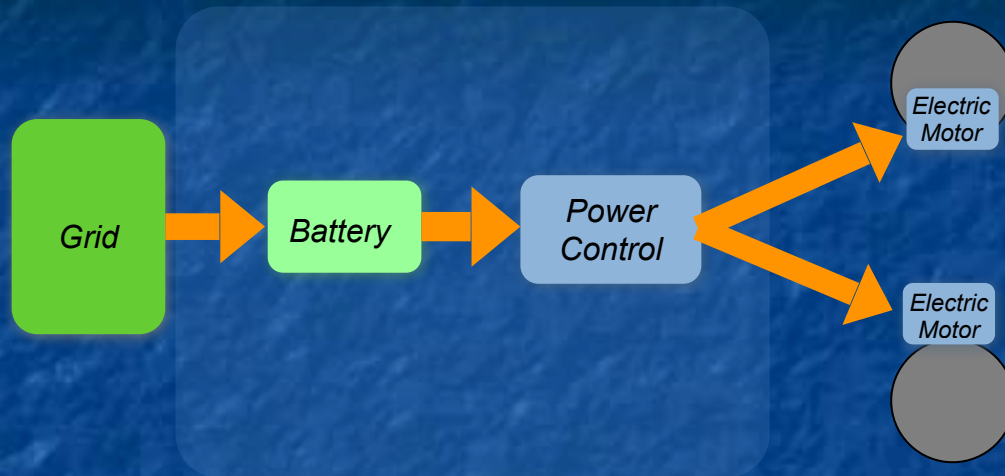 Grid
Battery
Power
Control
Electric
Motor
Electric
Motor